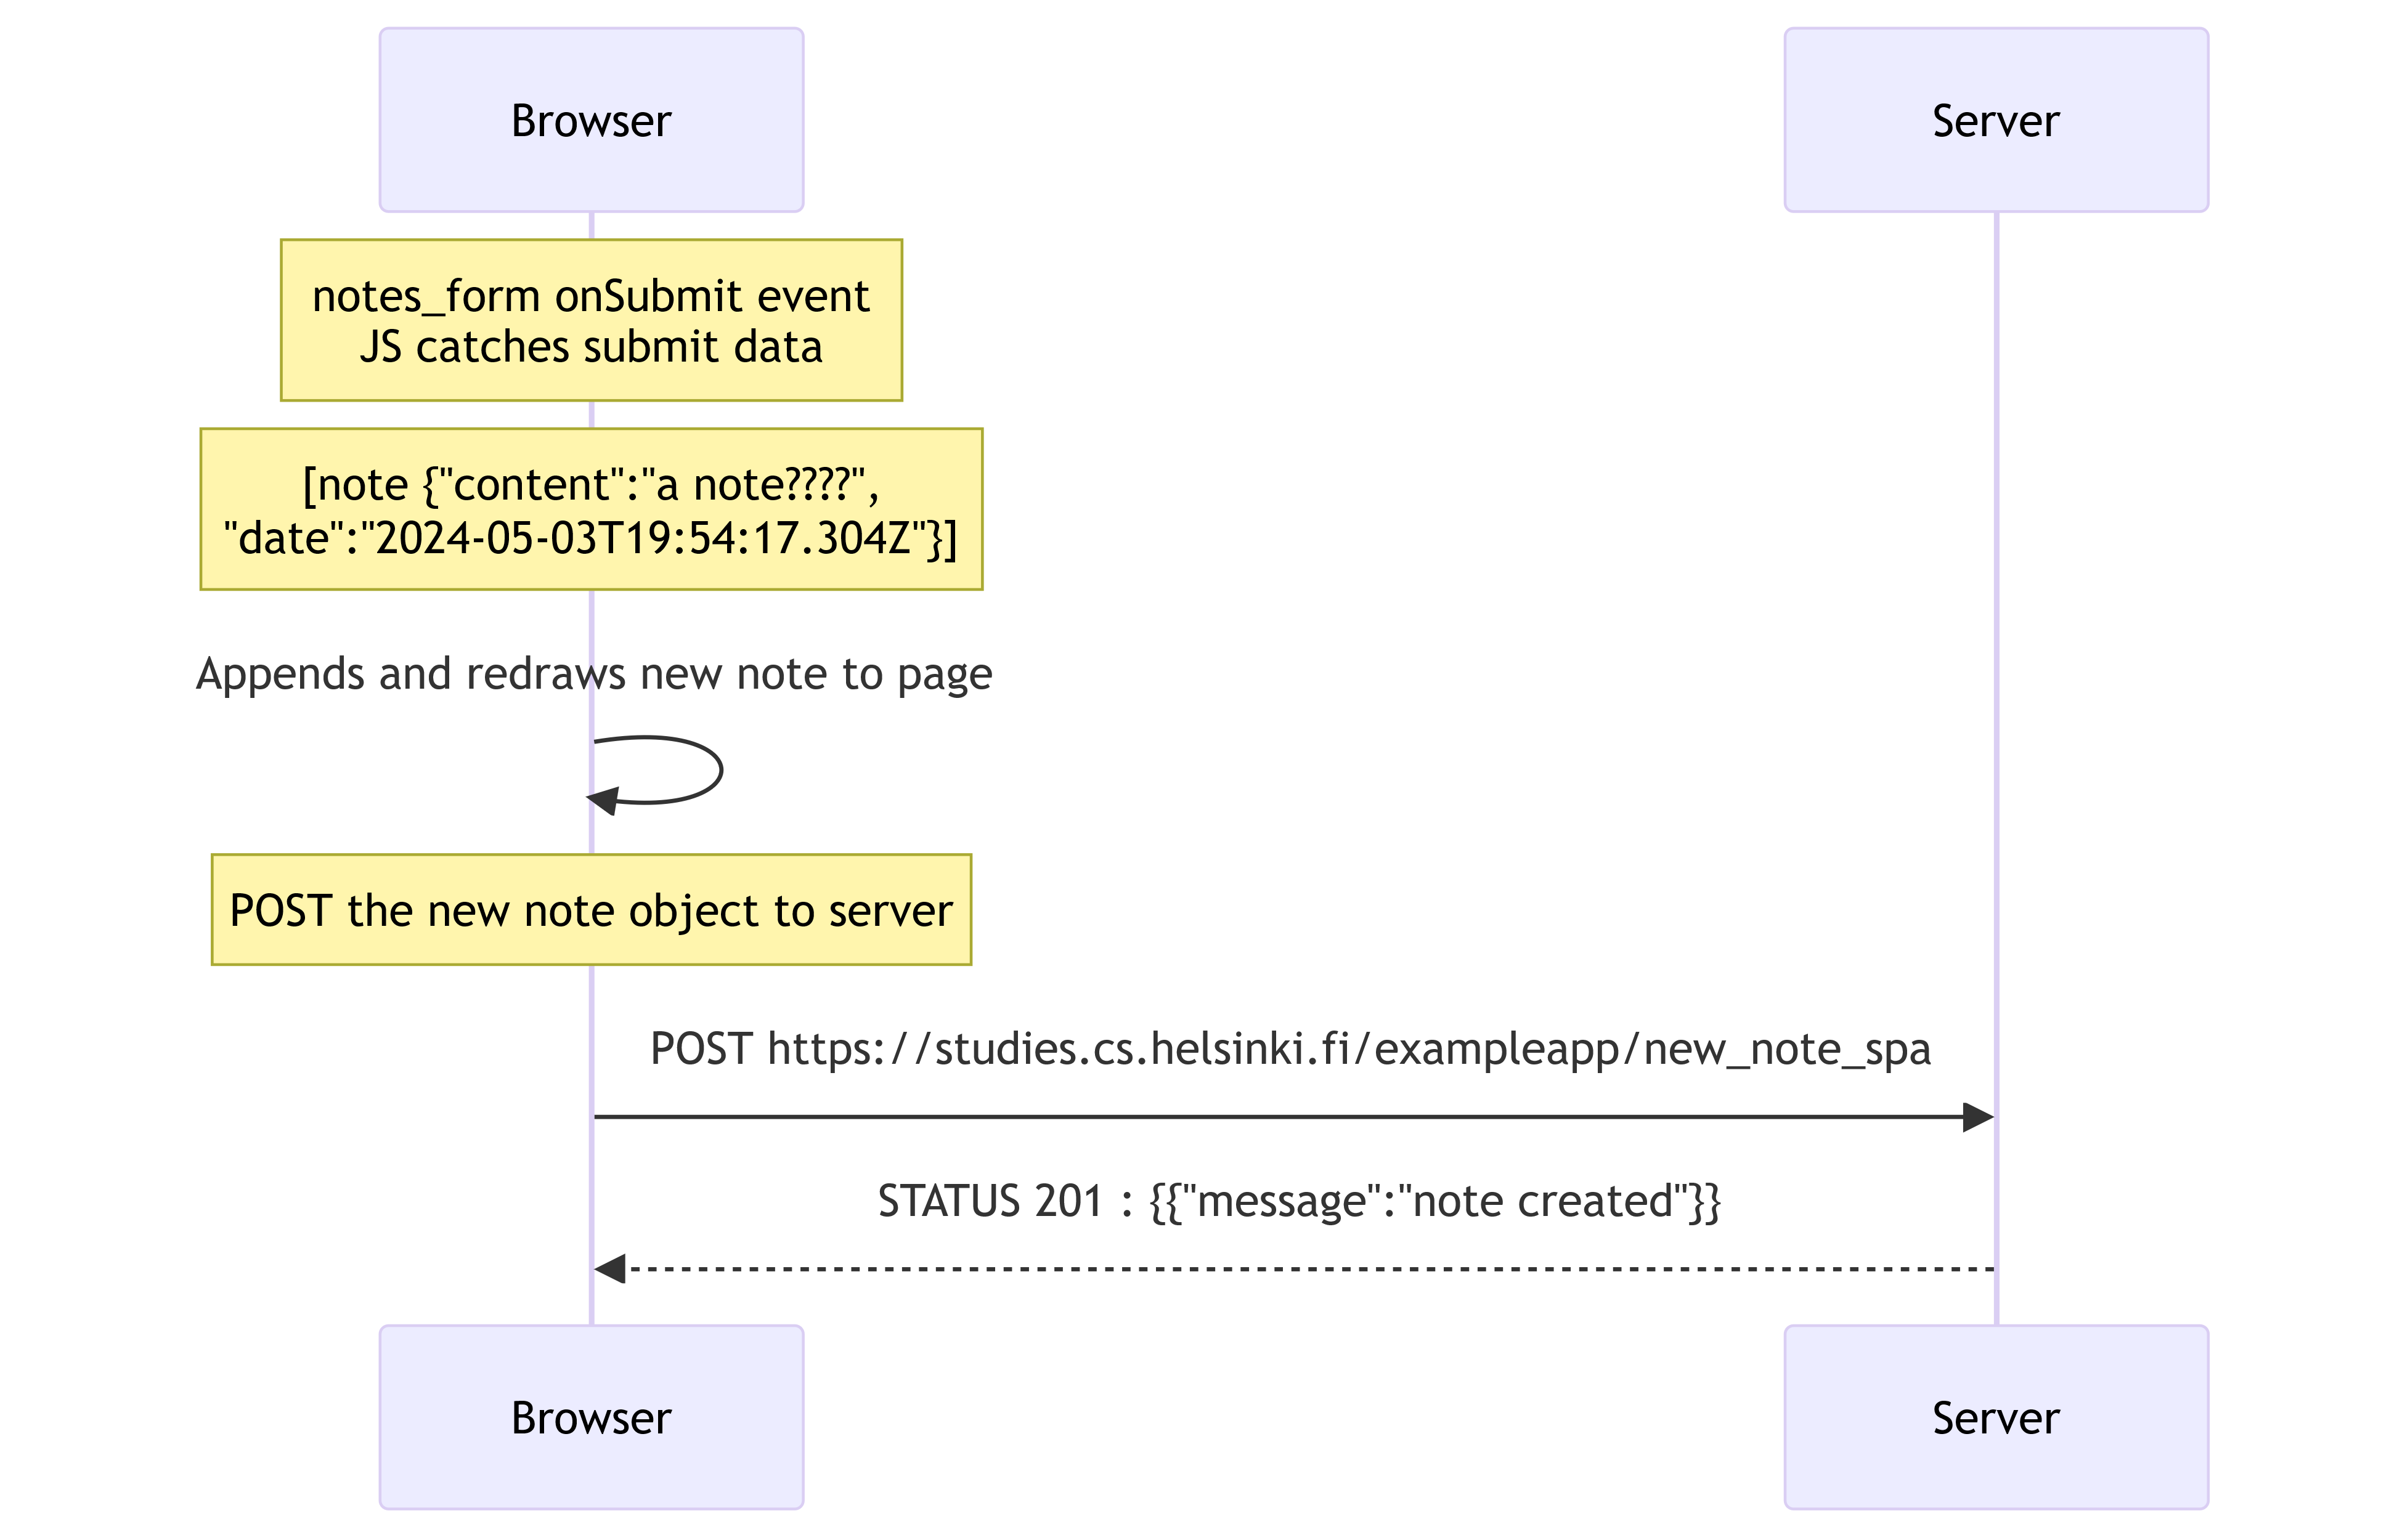 Browser
Server
notes_form onSubmit event
JS catches submit data
[note {"content":"a note????",
"date":"2024-05-03T19:54:17.304Z"}]
Appends and redraws new note to page
POST the new note object to server
POST https://studies.cs.helsinki.fi/exampleapp/new_note_spa
STATUS 201 : {{"message":"note created"}}
Browser
Server